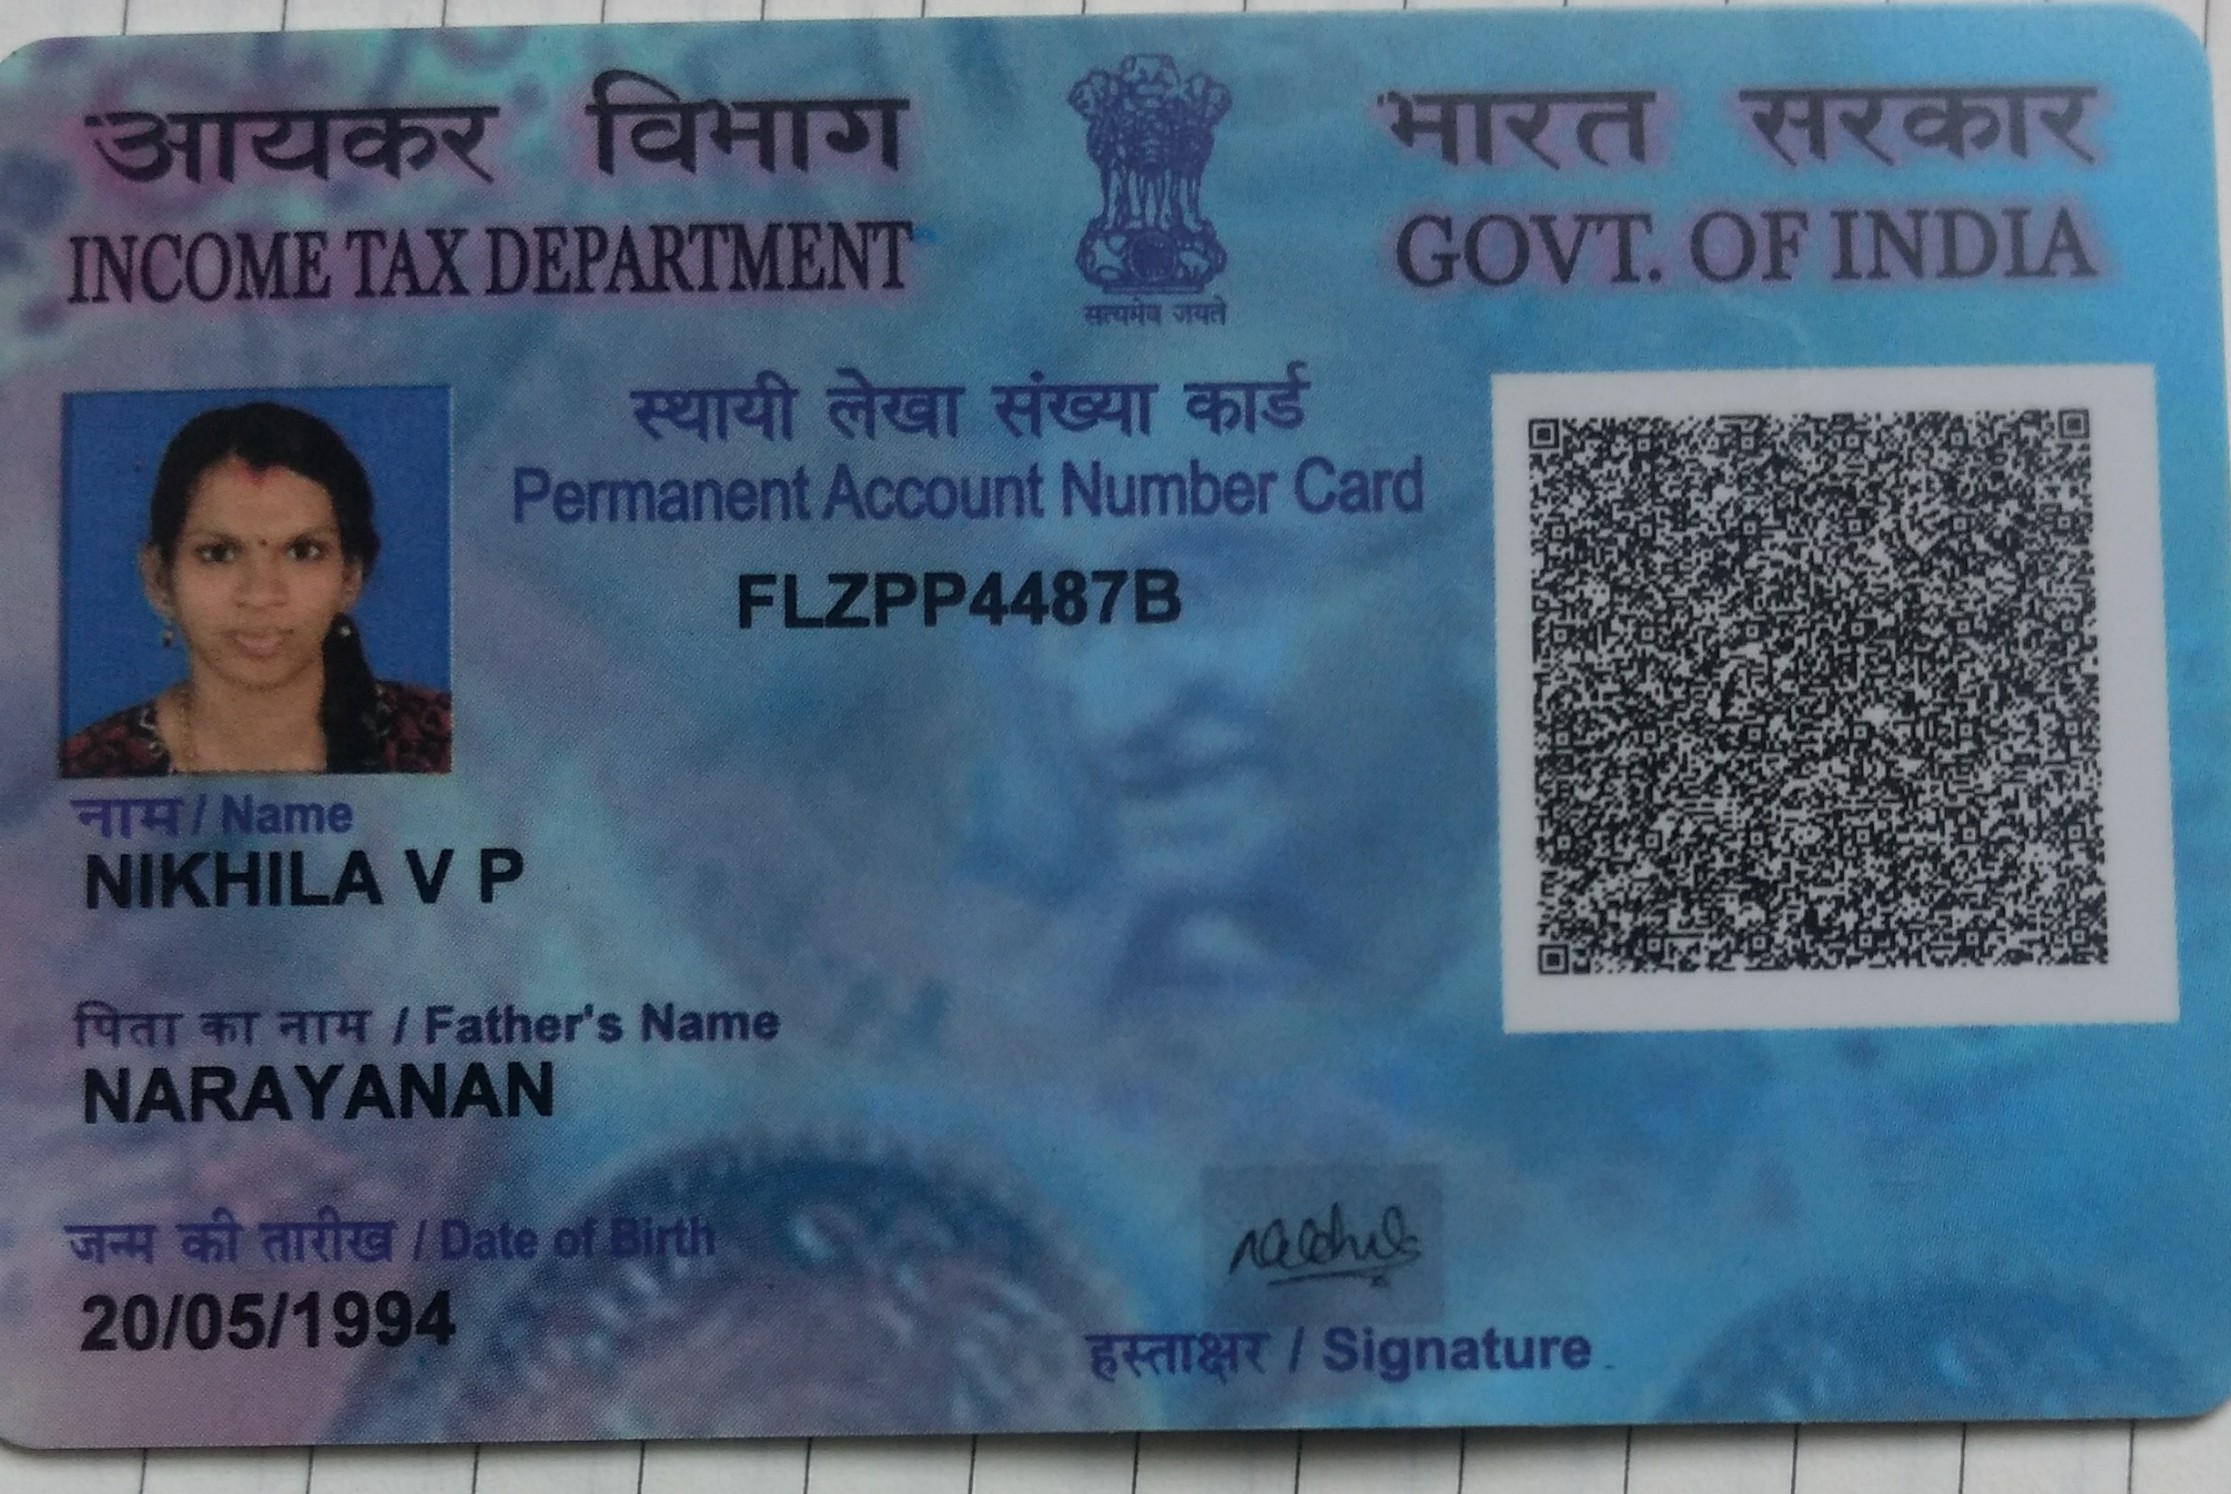 आयकर विभाग
INCOME TAX DEPARTMENT
सत्यमेव जयते
भारत सरकार
GOVT. OF INDIA
स्थायी लेखा संख्या कार्ड
Permanent Account Number Card
FLZPP4487B
नाम / Name
NIKHILA V P
पिता का नाम / Father's Name
NARAYANAN
जन्म की तारीख / Date of Birth
20/05/1994
हस्ताक्षर / Signature